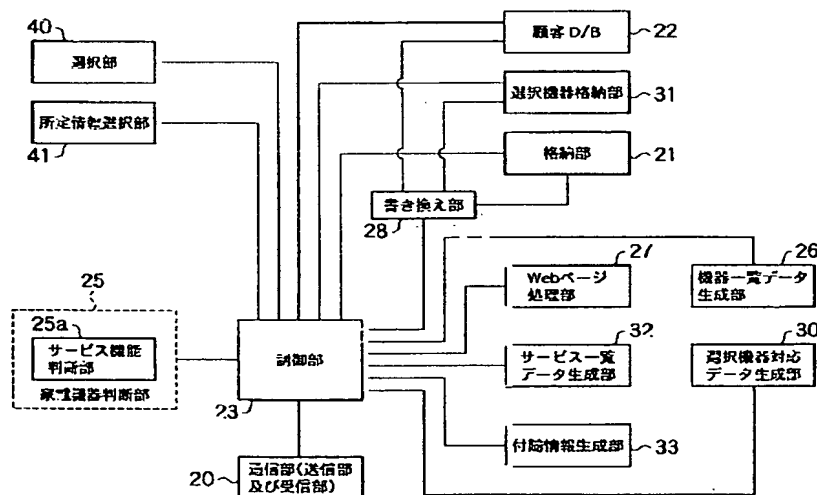 40
選択部
所定情報選択部
41
顧客 D/B
22
選択機器格納部
31
格納部
21
書き換え部
28
27
Webページ
処理部
26
機器一覧データ
生成部
25
25a
サービス機能
判断部
家電機器判断部
制御部
23
32
サービス一覧
データ生成部
30
選択機器対応
データ生成部
付随情報生成部
33
20
通信部(送信部
及び受信部)